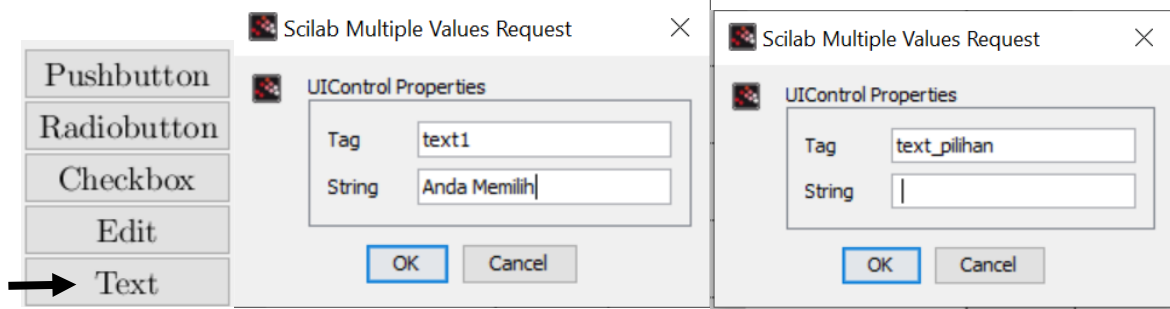 Pushbutton
Radiobutton
Checkbox
Edit
Text
Scilab Multiple Values Request
UIControl Properties
Tag text1
String Anda Memilih
OK Cancel
Scilab Multiple Values Request
UIControl Properties
Tag text_pilihan
String
OK Cancel